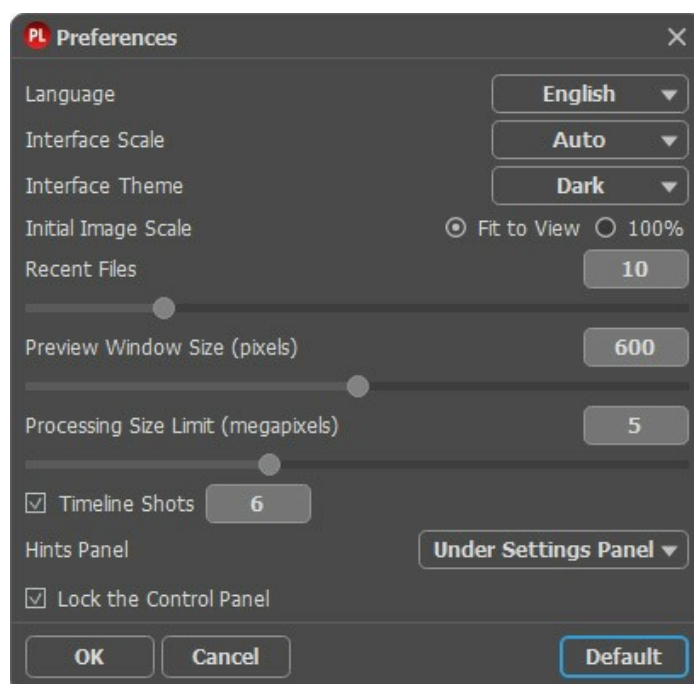 PL Preferences
Language English
Interface Scale Auto
Interface Theme Dark
Initial Image Scale Fit to View 100%
Recent Files 10
Preview Window Size (pixels) 600
Processing Size Limit (megapixels) 5
Timeline Shots 6
Hints Panel Under Settings Panel
Lock the Control Panel
OK Cancel Default